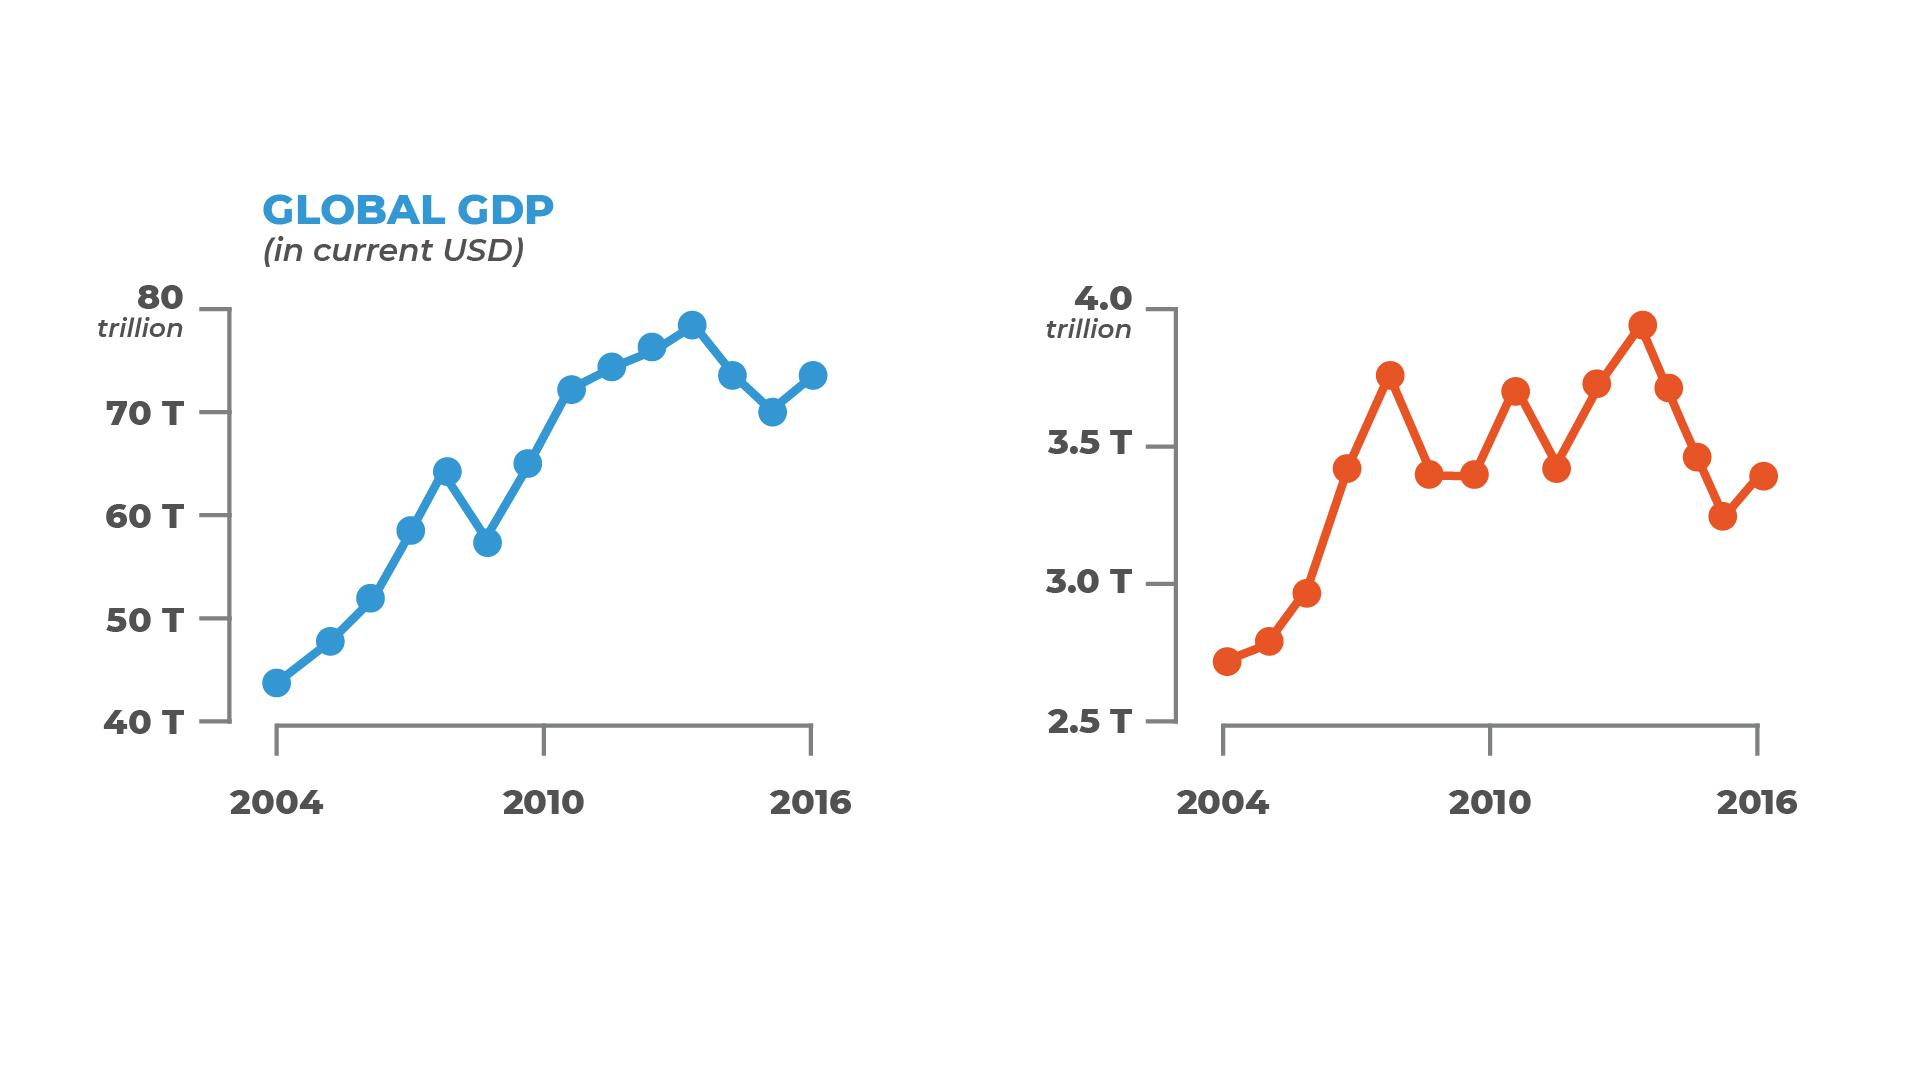 GLOBAL GDP
(in current USD)
80
trillion
70 T
60 T
50 T
40 T
2004
2010
2016
4.0
trillion
3.5 T
3.0 T
2.5 T
2004
2010
2016